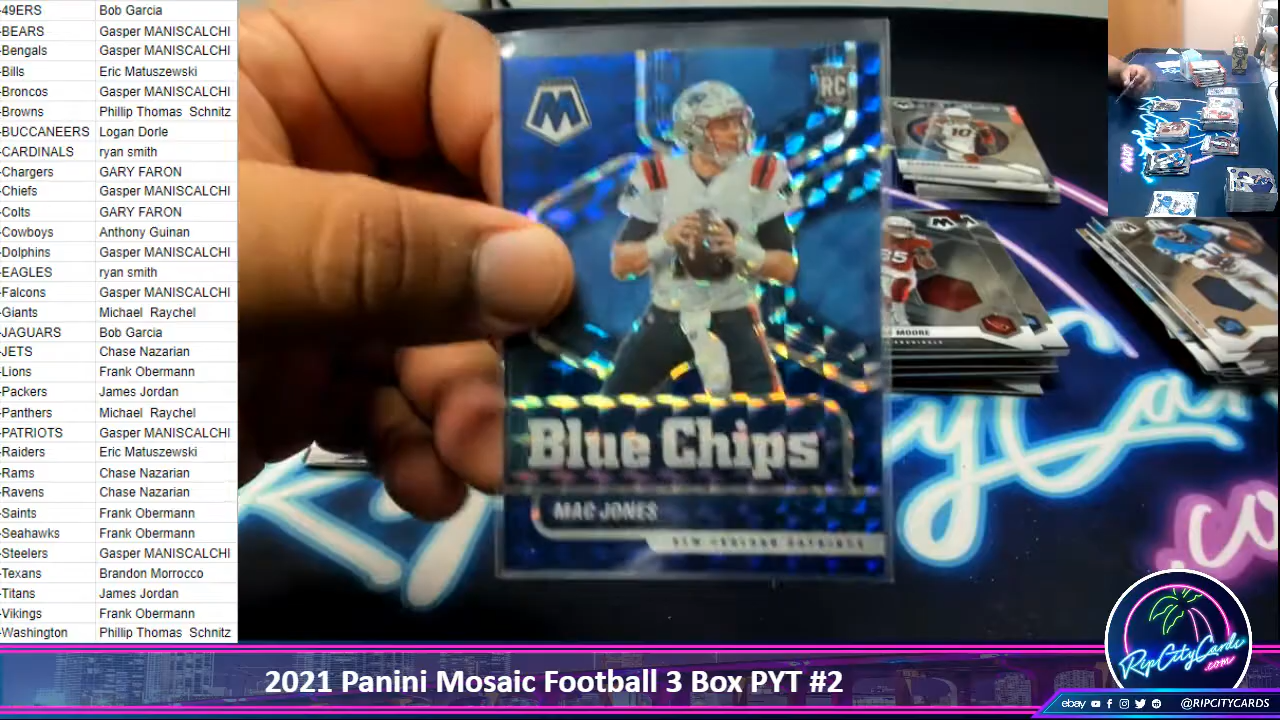 -49ERS Bob Garcia
-BEARS Gasper MANISCALCHI
-Bengals Gasper MANISCALCHI
-Bills Eric Matuszewski
-Broncos Gasper MANISCALCHI
-Browns Phillip Thomas Schnitz
-BUCCANEERS Logan Dorle
-CARDINALS ryan smith
-Chargers GARY FARON
-Chiefs Gasper MANISCALCHI
-Colts GARY FARON
-Cowboys Anthony Guinan
-Dolphins Gasper MANISCALCHI
-EAGLES ryan smith
-Falcons Gasper MANISCALCHI
-Giants Michael Raychel
-JAGUARS Bob Garcia
-JETS Chase Nazarian
-Lions Frank Obermann
-Packers James Jordan
-Panthers Michael Raychel
-PATRIOTS Gasper MANISCALCHI
-Raiders Eric Matuszewski
-Rams Chase Nazarian
-Ravens Chase Nazarian
-Saints Frank Obermann
-Seahawks Frank Obermann
-Steelers Gasper MANISCALCHI
-Texans Brandon Morrocco
-Titans James Jordan
-Vikings Frank Obermann
-Washington Phillip Thomas Schnitz
M
RC
Blue Chips
MAC JONES
NEW ENGLAND PATRIOTS
10
MOORE
RipCityCards
.com
2021 Panini Mosaic Football 3 Box PYT #2
ebay @RIPCITYCARDS